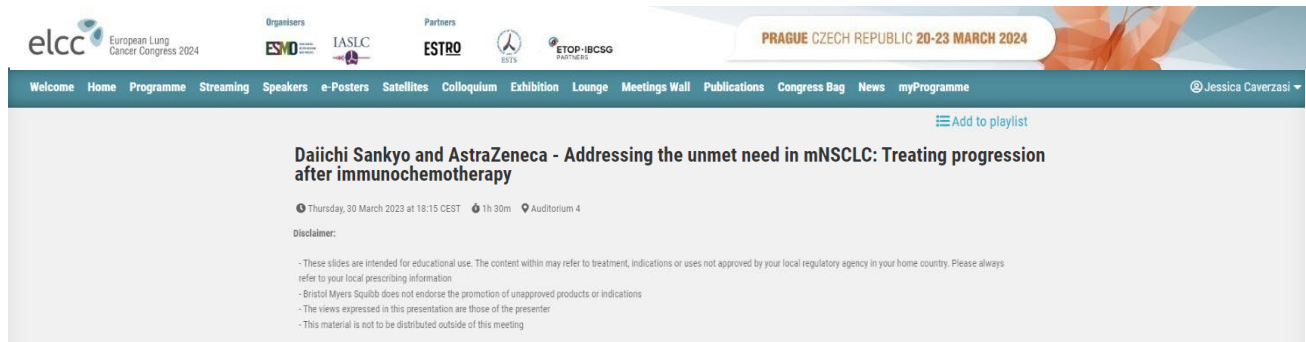 Organisers
Partners
elcc
European Lung
Cancer Congress 2024
ESMO
IASLC
ESTRO
ESTS
ETOP·IBCSG
PARTNERS
PRAGUE CZECH REPUBLIC 20-23 MARCH 2024
Welcome Home Programme Streaming Speakers e-Posters Satellites Colloquium Exhibition Lounge Meetings Wall Publications Congress Bag News myProgramme Jessica Caverzasi
Add to playlist
Daiichi Sankyo and AstraZeneca - Addressing the unmet need in mNSCLC: Treating progression
after immunochemotherapy
Thursday, 30 March 2023 at 18:15 CEST 1h 30m Auditorium 4
Disclaimer:
- These slides are intended for educational use. The content within may refer to treatment, indications or uses not approved by your local regulatory agency in your home country. Please always
refer to your local prescribing information
- Bristol Myers Squibb does not endorse the promotion of unapproved products or indications
- The views expressed in this presentation are those of the presenter
- This material is not to be distributed outside of this meeting